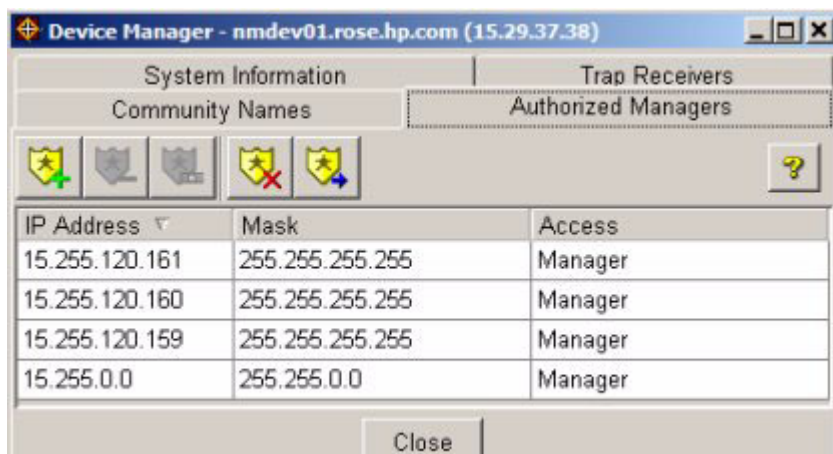 Device Manager - nmdev01.rose.hp.com (15.29.37.38)
System Information Trap Receivers
Community Names Authorized Managers
?
IP Address Mask Access
15.255.120.161 255.255.255.255 Manager
15.255.120.160 255.255.255.255 Manager
15.255.120.159 255.255.255.255 Manager
15.255.0.0 255.255.0.0 Manager
Close